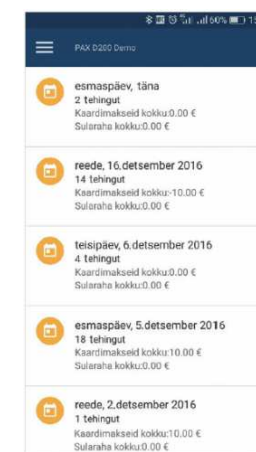 60% 15
PAX D200 Demo
esmaspäev, täna
2 tehingut
Kaardimakseid kokku:0.00 €
Sularaha kokku:0.00 €
reede, 16.detsember 2016
14 tehingut
Kaardimakseid kokku:-10.00 €
Sularaha kokku:0.00 €
teisipäev, 6.detsember 2016
4 tehingut
Kaardimakseid kokku:0.00 €
Sularaha kokku:0.00 €
esmaspäev, 5.detsember 2016
18 tehingut
Kaardimakseid kokku:10.00 €
Sularaha kokku:0.00 €
reede, 2.detsember 2016
1 tehingut
Kaardimakseid kokku:10.00 €
Sularaha kokku:0.00 €